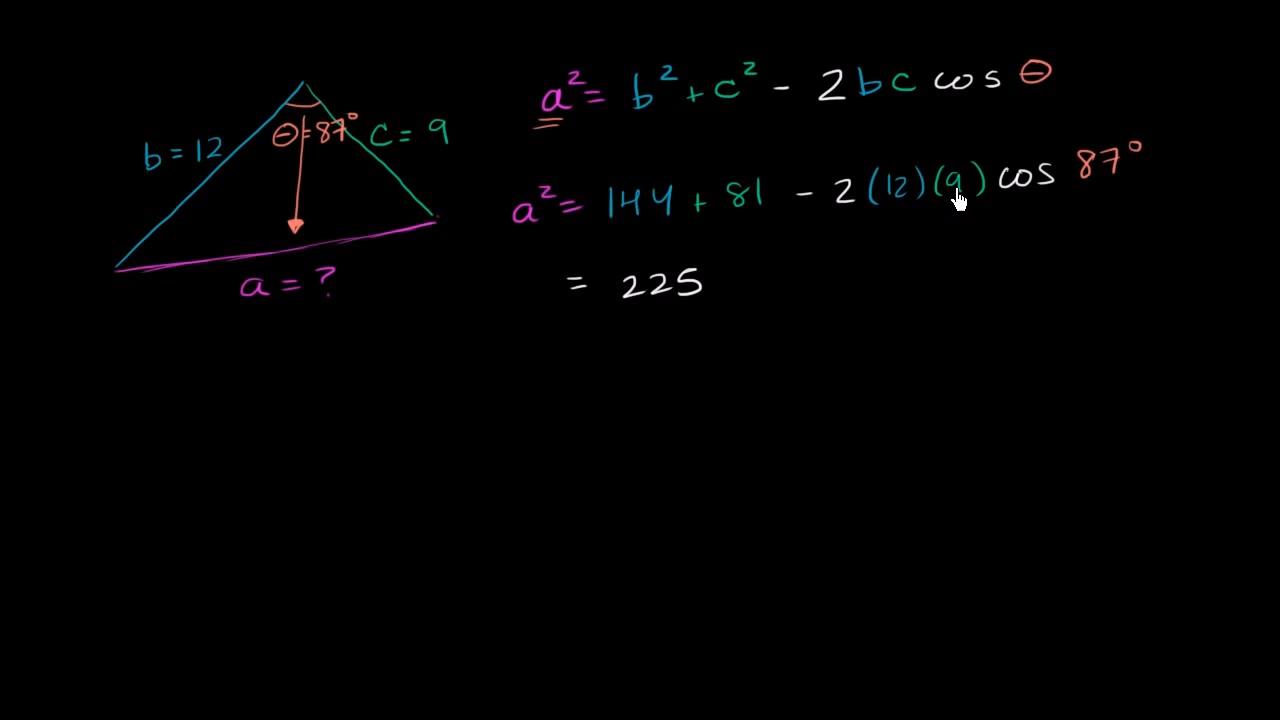 a² = b² + c² - 2bc cos θ
b = 12
θ = 87°
c = 9
a² = 144 + 81 - 2(12)(9) cos 87°
a = ?
= 225